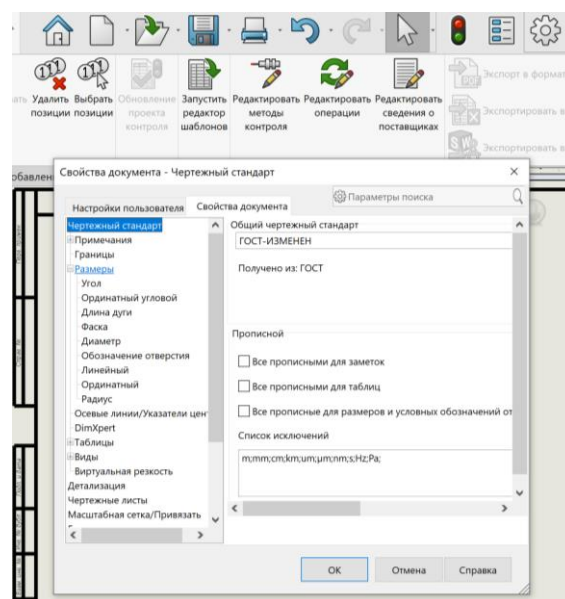 Удалить Выбрать Обновление Запустить Редактировать Редактировать Редактировать
позиции позиции проекта редактор методы операции сведения о
контроля шаблонов контроля поставщиках
Экспорт в формат
Экспортировать в
Экспортировать в
Свойства документа - Чертежный стандарт
Настройки пользователя
Свойства документа
Параметры поиска
Чертежный стандарт
Примечания
Границы
Размеры
Угол
Ординатный угловой
Длина дуги
Фаска
Диаметр
Обозначение отверстия
Линейный
Ординатный
Радиус
Осевые линии/Указатели цен
DimXpert
Таблицы
Виды
Виртуальная резкость
Детализация
Чертежные листы
Масштабная сетка/Привязать
Общий чертежный стандарт
ГОСТ-ИЗМЕНЕН
Получено из: ГОСТ
Прописной
Все прописными для заметок
Все прописными для таблиц
Все прописные для размеров и условных обозначений от
Список исключений
m;mm;cm;km;um;µm;nm;s;Hz;Pa;
ОК
Отмена
Справка